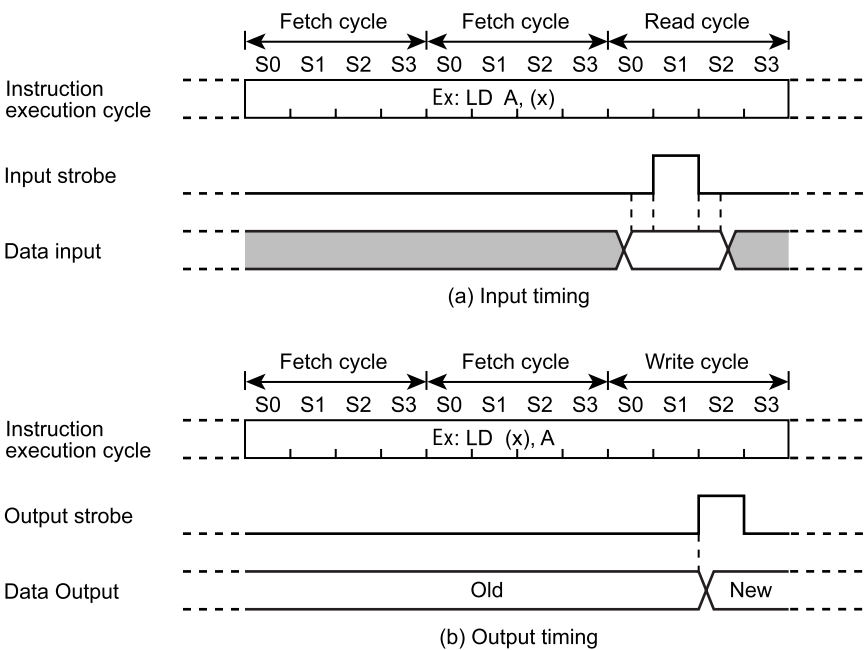 Fetch cycle Fetch cycle Read cycle
S0 S1 S2 S3 S0 S1 S2 S3 S0 S1 S2 S3
Instruction
execution cycle
Ex: LD A, (x)
Input strobe
Data input
(a) Input timing
Fetch cycle Fetch cycle Write cycle
S0 S1 S2 S3 S0 S1 S2 S3 S0 S1 S2 S3
Instruction
execution cycle
Ex: LD (x), A
Output strobe
Data Output Old New
(b) Output timing